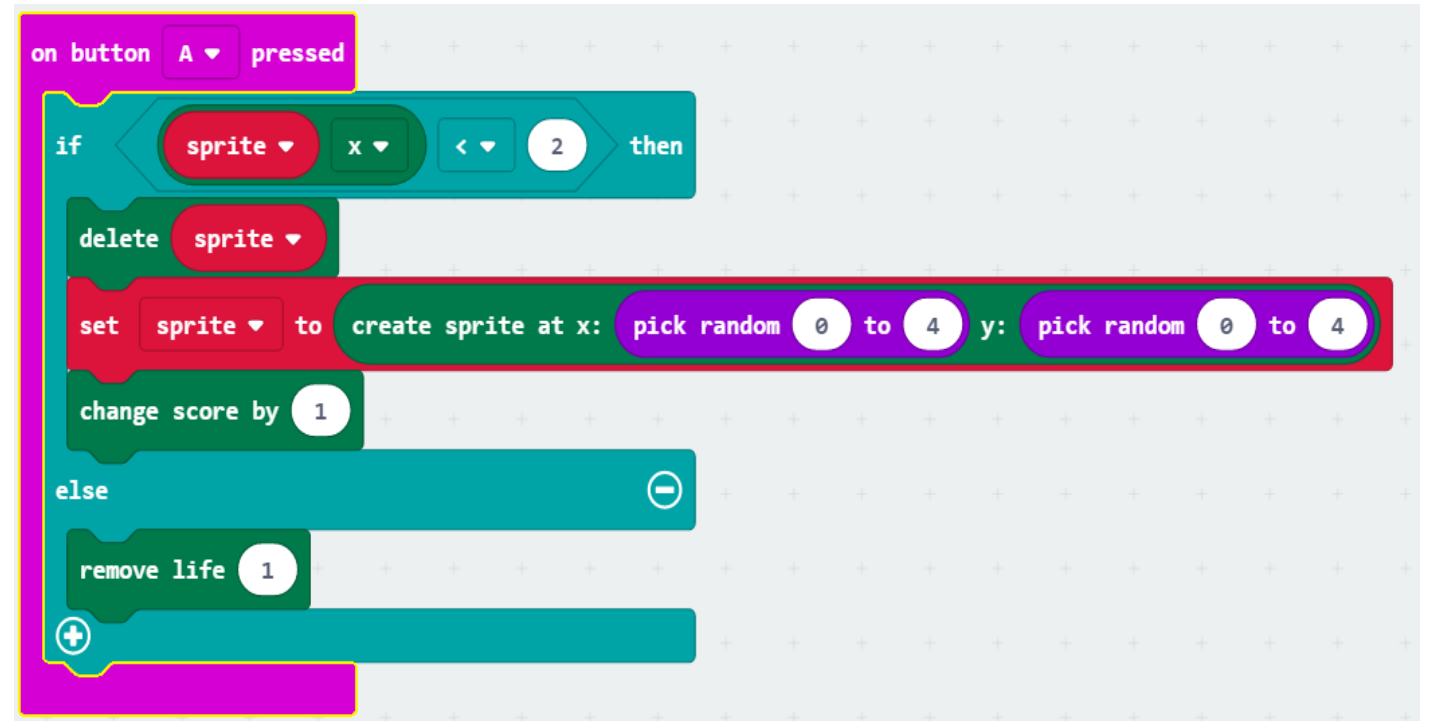 on button A pressed
if sprite x < 2 then
delete sprite
set sprite to create sprite at x: pick random 0 to 4 y: pick random 0 to 4
change score by 1
else
remove life 1